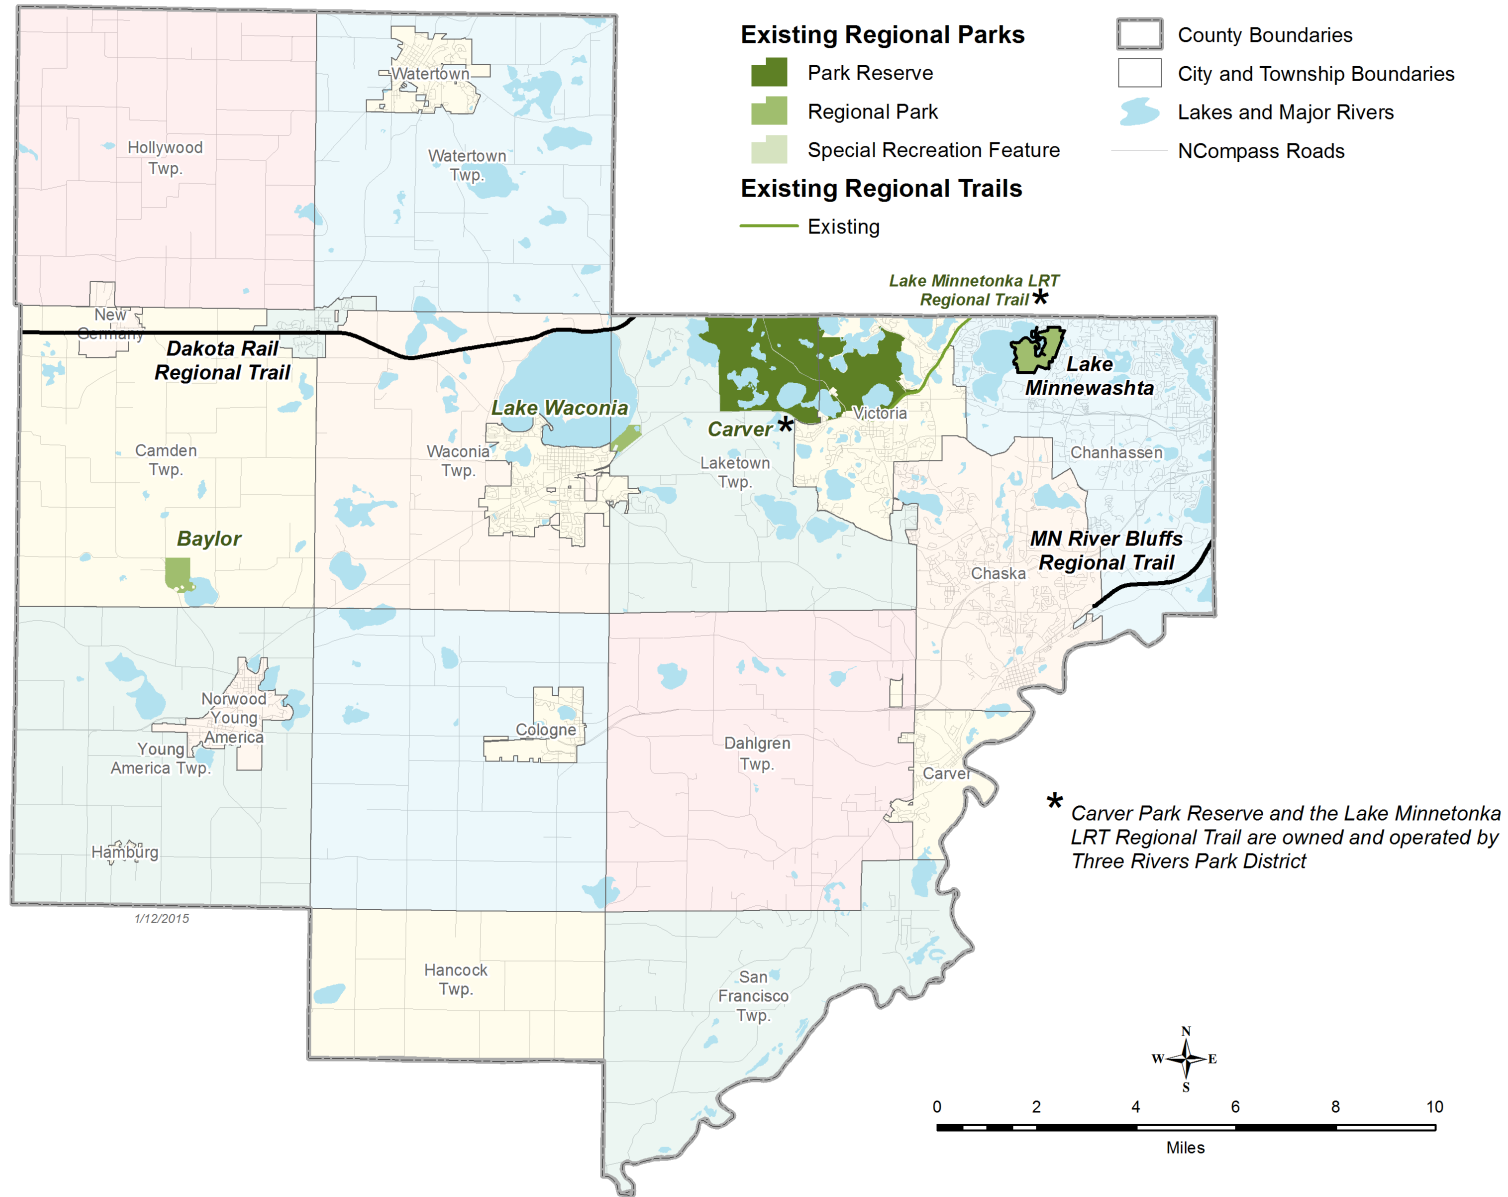 Existing Regional Parks
Park Reserve
Regional Park
Special Recreation Feature
Existing Regional Trails
Existing
County Boundaries
City and Township Boundaries
Lakes and Major Rivers
NCompass Roads
Watertown
Hollywood
Twp.
Watertown
Twp.
Lake Minnetonka LRT
Regional Trail *
New
Germany
Dakota Rail
Regional Trail
Lake
Minnewashta
Lake Waconia
Carver *
Victoria
Camden
Twp.
Waconia
Twp.
Laketown
Twp.
Chanhassen
Baylor
MN River Bluffs
Regional Trail
Chaska
Norwood
Young
America
Young
America Twp.
Cologne
Dahlgren
Twp.
Carver
Hamburg
* Carver Park Reserve and the Lake Minnetonka
LRT Regional Trail are owned and operated by
Three Rivers Park District
1/12/2015
Hancock
Twp.
San
Francisco
Twp.
N
W E
S
0 2 4 6 8 10
Miles